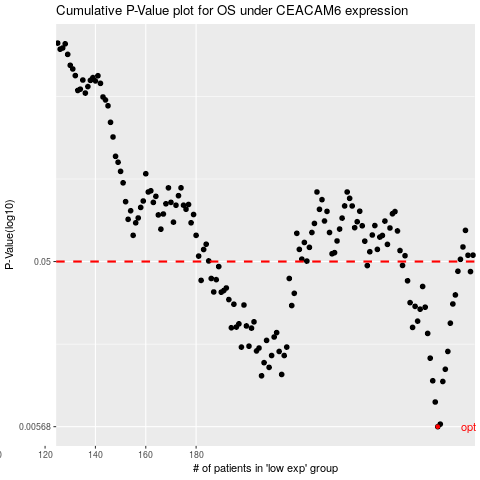 Cumulative P-Value plot for OS under CEACAM6 expression
P-Value(log10)
0.05
0.00568
opt
0 120 140 160 180
# of patients in 'low exp' group